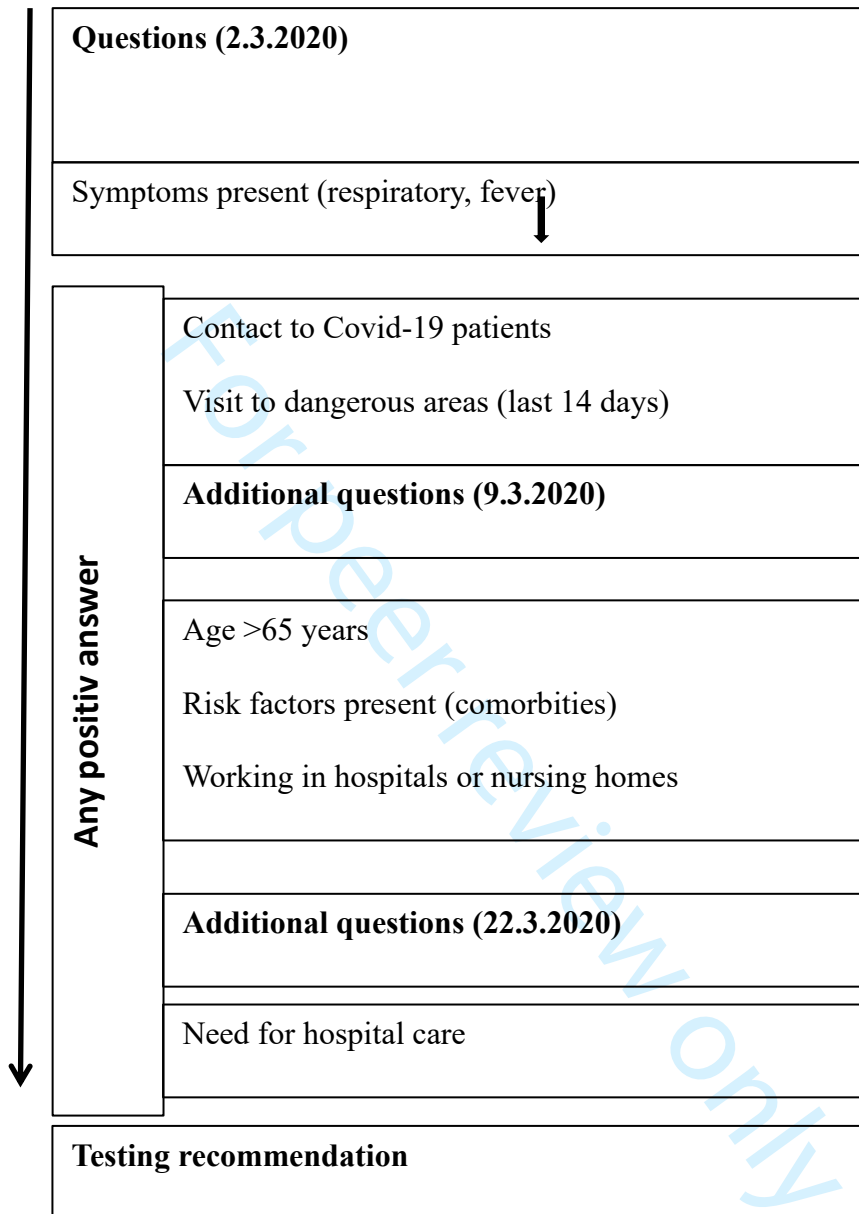 Questions (2.3.2020)
Symptoms present (respiratory, fever)
Any positiv answer
Contact to Covid-19 patients
Visit to dangerous areas (last 14 days)
Additional questions (9.3.2020)
Age >65 years
Risk factors present (comorbities)
Working in hospitals or nursing homes
Additional questions (22.3.2020)
Need for hospital care
Testing recommendation
For peer review only